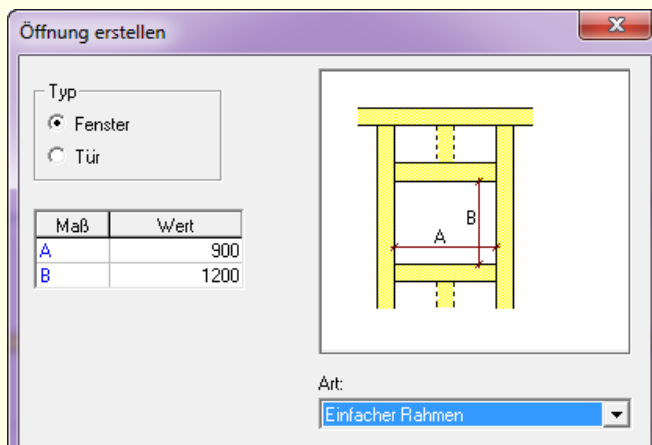 Öffnung erstellen
Typ
Fenster
Tür
Maß Wert
A 900
B 1200
B
A
Art:
Einfacher Rahmen